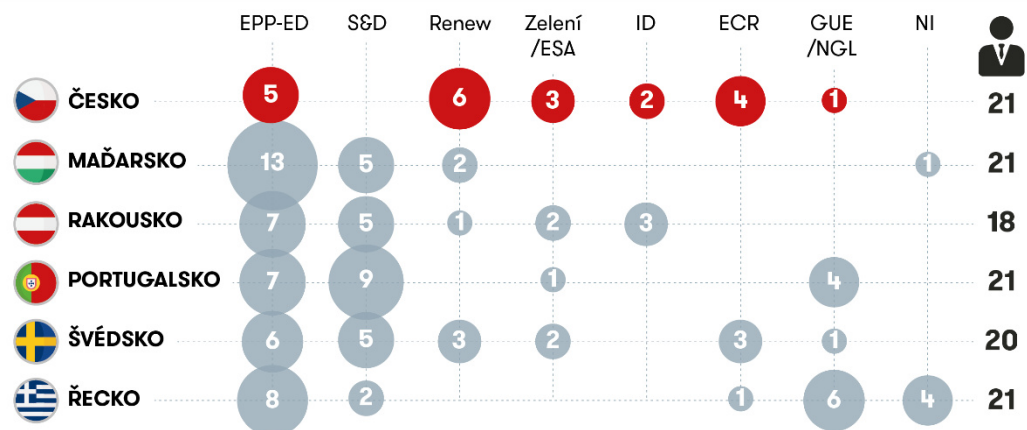 EPP-ED S&D Renew Zelení ID ECR GUE NI
/ESA /NGL
ČESKO 5 6 3 2 4 1 21
MAĎARSKO 13 5 2 1 21
RAKOUSKO 7 5 1 2 3 18
PORTUGALSKO 7 9 1 4 21
ŠVÉDSKO 6 5 3 2 3 1 20
ŘECKO 8 2 1 6 4 21